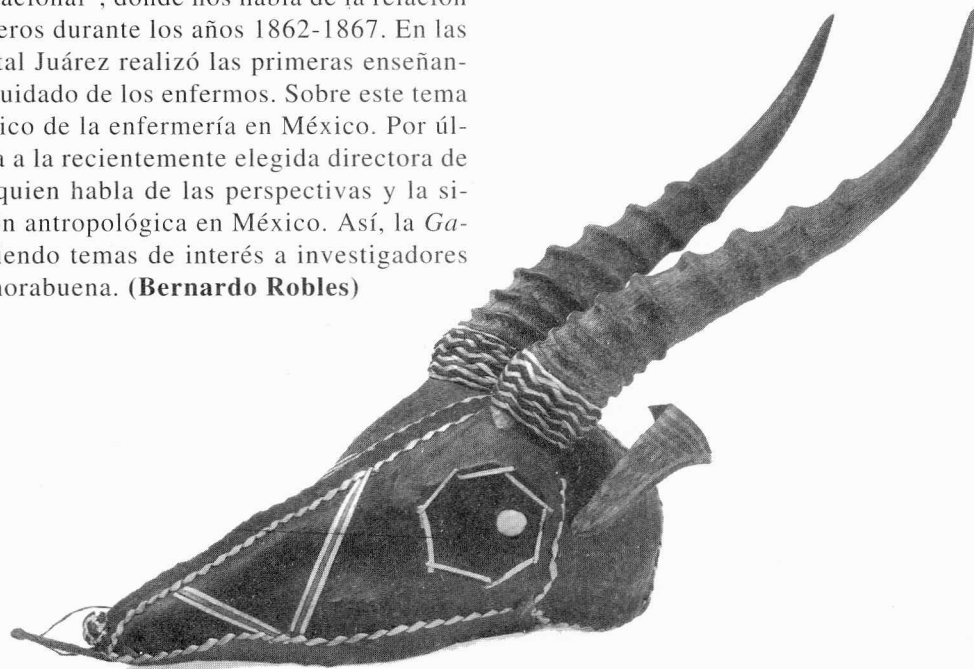 acional", donde nos habla de la relación
eros durante los años 1862-1867. En las
tal Juárez realizó las primeras enseñan-
uidado de los enfermos. Sobre este tema
ico de la enfermería en México. Por úl-
a a la recientemente elegida directora de
quien habla de las perspectivas y la si-
n antropológica en México. Así, la Ga-
iendo temas de interés a investigadores
norabuena. (Bernardo Robles)